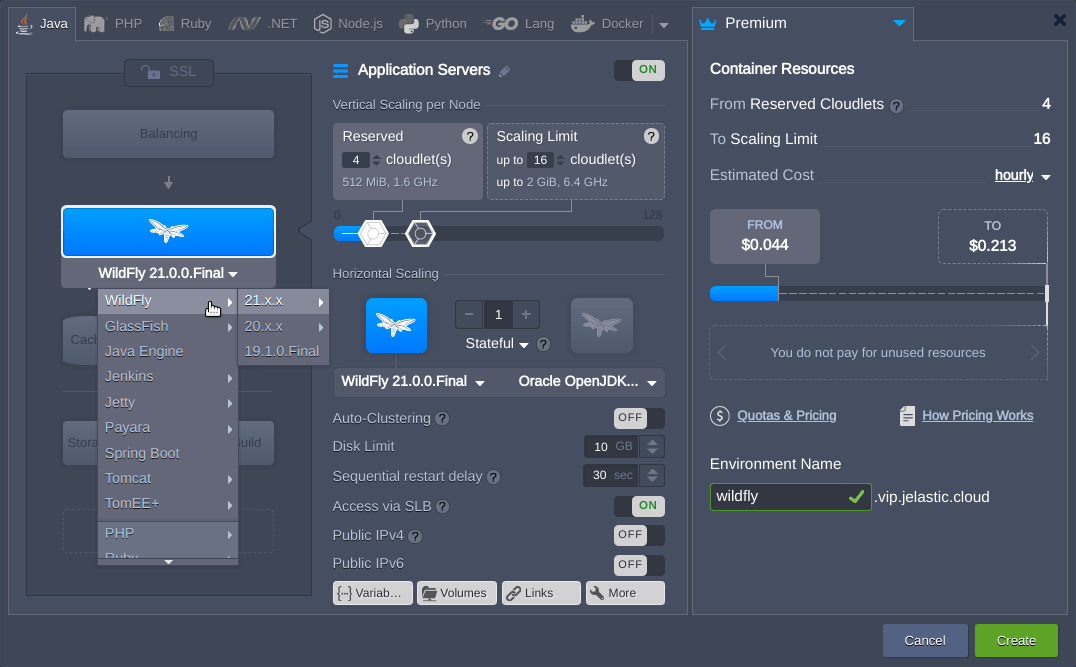 Java
PHP
Ruby
.NET
Node.js
Python
GO Lang
Docker
Premium
SSL
Balancing
WildFly 21.0.0.Final
WildFly
21.x.x
GlassFish
20.x.x
Java Engine
19.1.0.Final
Jenkins
Jetty
Payara
Spring Boot
Tomcat
TomEE+
PHP
Ruby
Application Servers
ON
Vertical Scaling per Node
Reserved ?
4 cloudlet(s)
512 MiB, 1.6 GHz
Scaling Limit ?
up to 16 cloudlet(s)
up to 2 GiB, 6.4 GHz
0 128
Horizontal Scaling
− 1 +
Stateful ?
WildFly 21.0.0.Final
Oracle OpenJDK...
Auto-Clustering ? OFF
Disk Limit 10 GB
Sequential restart delay ? 30 sec
Access via SLB ? ON
Public IPv4 ? OFF
Public IPv6 OFF
Variab...
Volumes
Links
More
Container Resources
From Reserved Cloudlets ? 4
To Scaling Limit 16
Estimated Cost hourly
FROM
$0.044
TO
$0.213
You do not pay for unused resources
$ Quotas & Pricing
How Pricing Works
Environment Name
wildfly .vip.jelastic.cloud
Cancel
Create